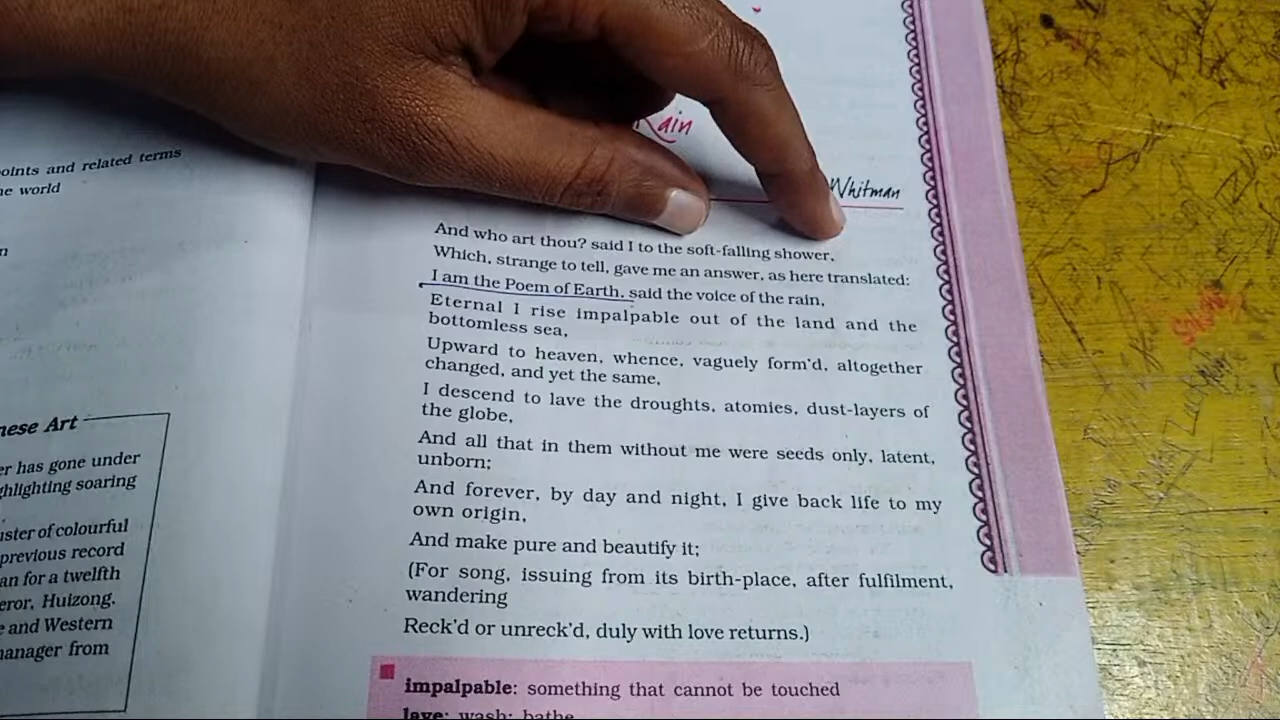 oints and related terms
e world
n
nese Art
er has gone under
ghlighting soaring
uster of colourful
previous record
an for a twelfth
eror, Huizong.
e and Western
nanager from
Rain
Whitman
And who art thou? said I to the soft-falling shower,
Which, strange to tell, gave me an answer, as here translated:
I am the Poem of Earth, said the voice of the rain,
Eternal I rise impalpable out of the land and the
bottomless sea,
Upward to heaven, whence, vaguely form'd, altogether
changed, and yet the same,
I descend to lave the droughts, atomies, dust-layers of
the globe,
And all that in them without me were seeds only, latent,
unborn;
And forever, by day and night, I give back life to my
own origin,
And make pure and beautify it;
(For song, issuing from its birth-place, after fulfilment,
wandering
Reck'd or unreck'd, duly with love returns.)
impalpable: something that cannot be touched
lave: wash; bathe